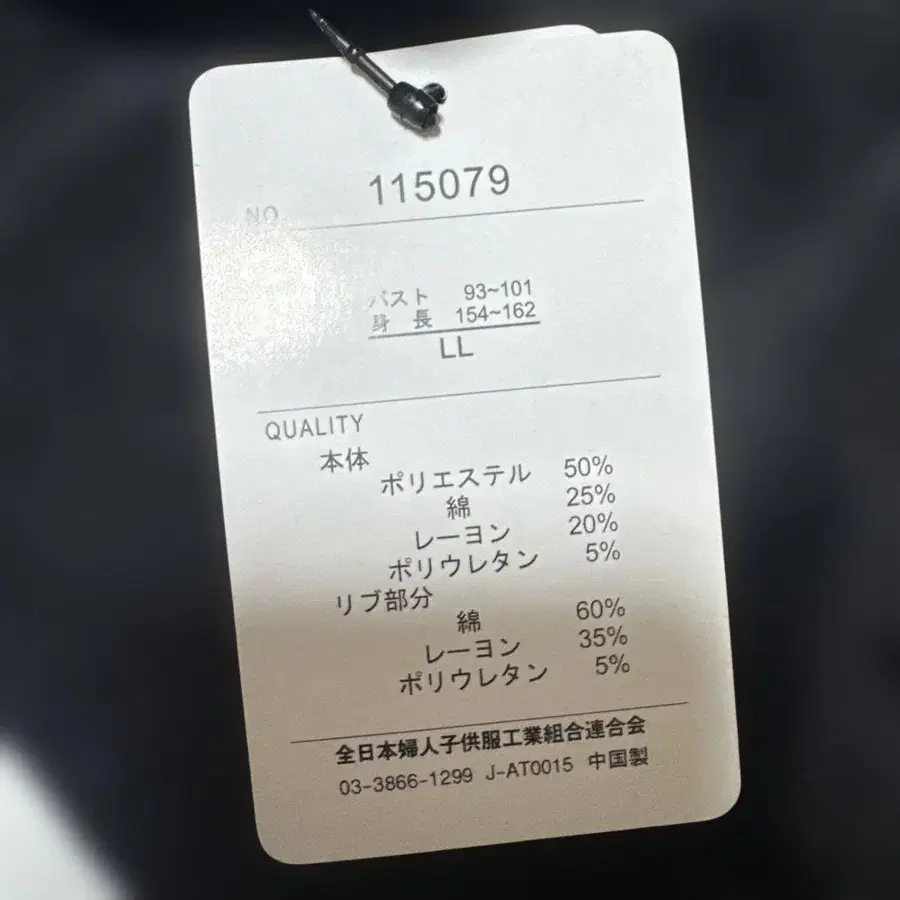 NO. 115079
バスト 93~101
身長 154~162
LL
QUALITY
本体
ポリエステル 50%
綿 25%
レーヨン 20%
ポリウレタン 5%
リブ部分
綿 60%
レーヨン 35%
ポリウレタン 5%
全日本婦人子供服工業組合連合会
03-3866-1299 J-AT0015 中国製